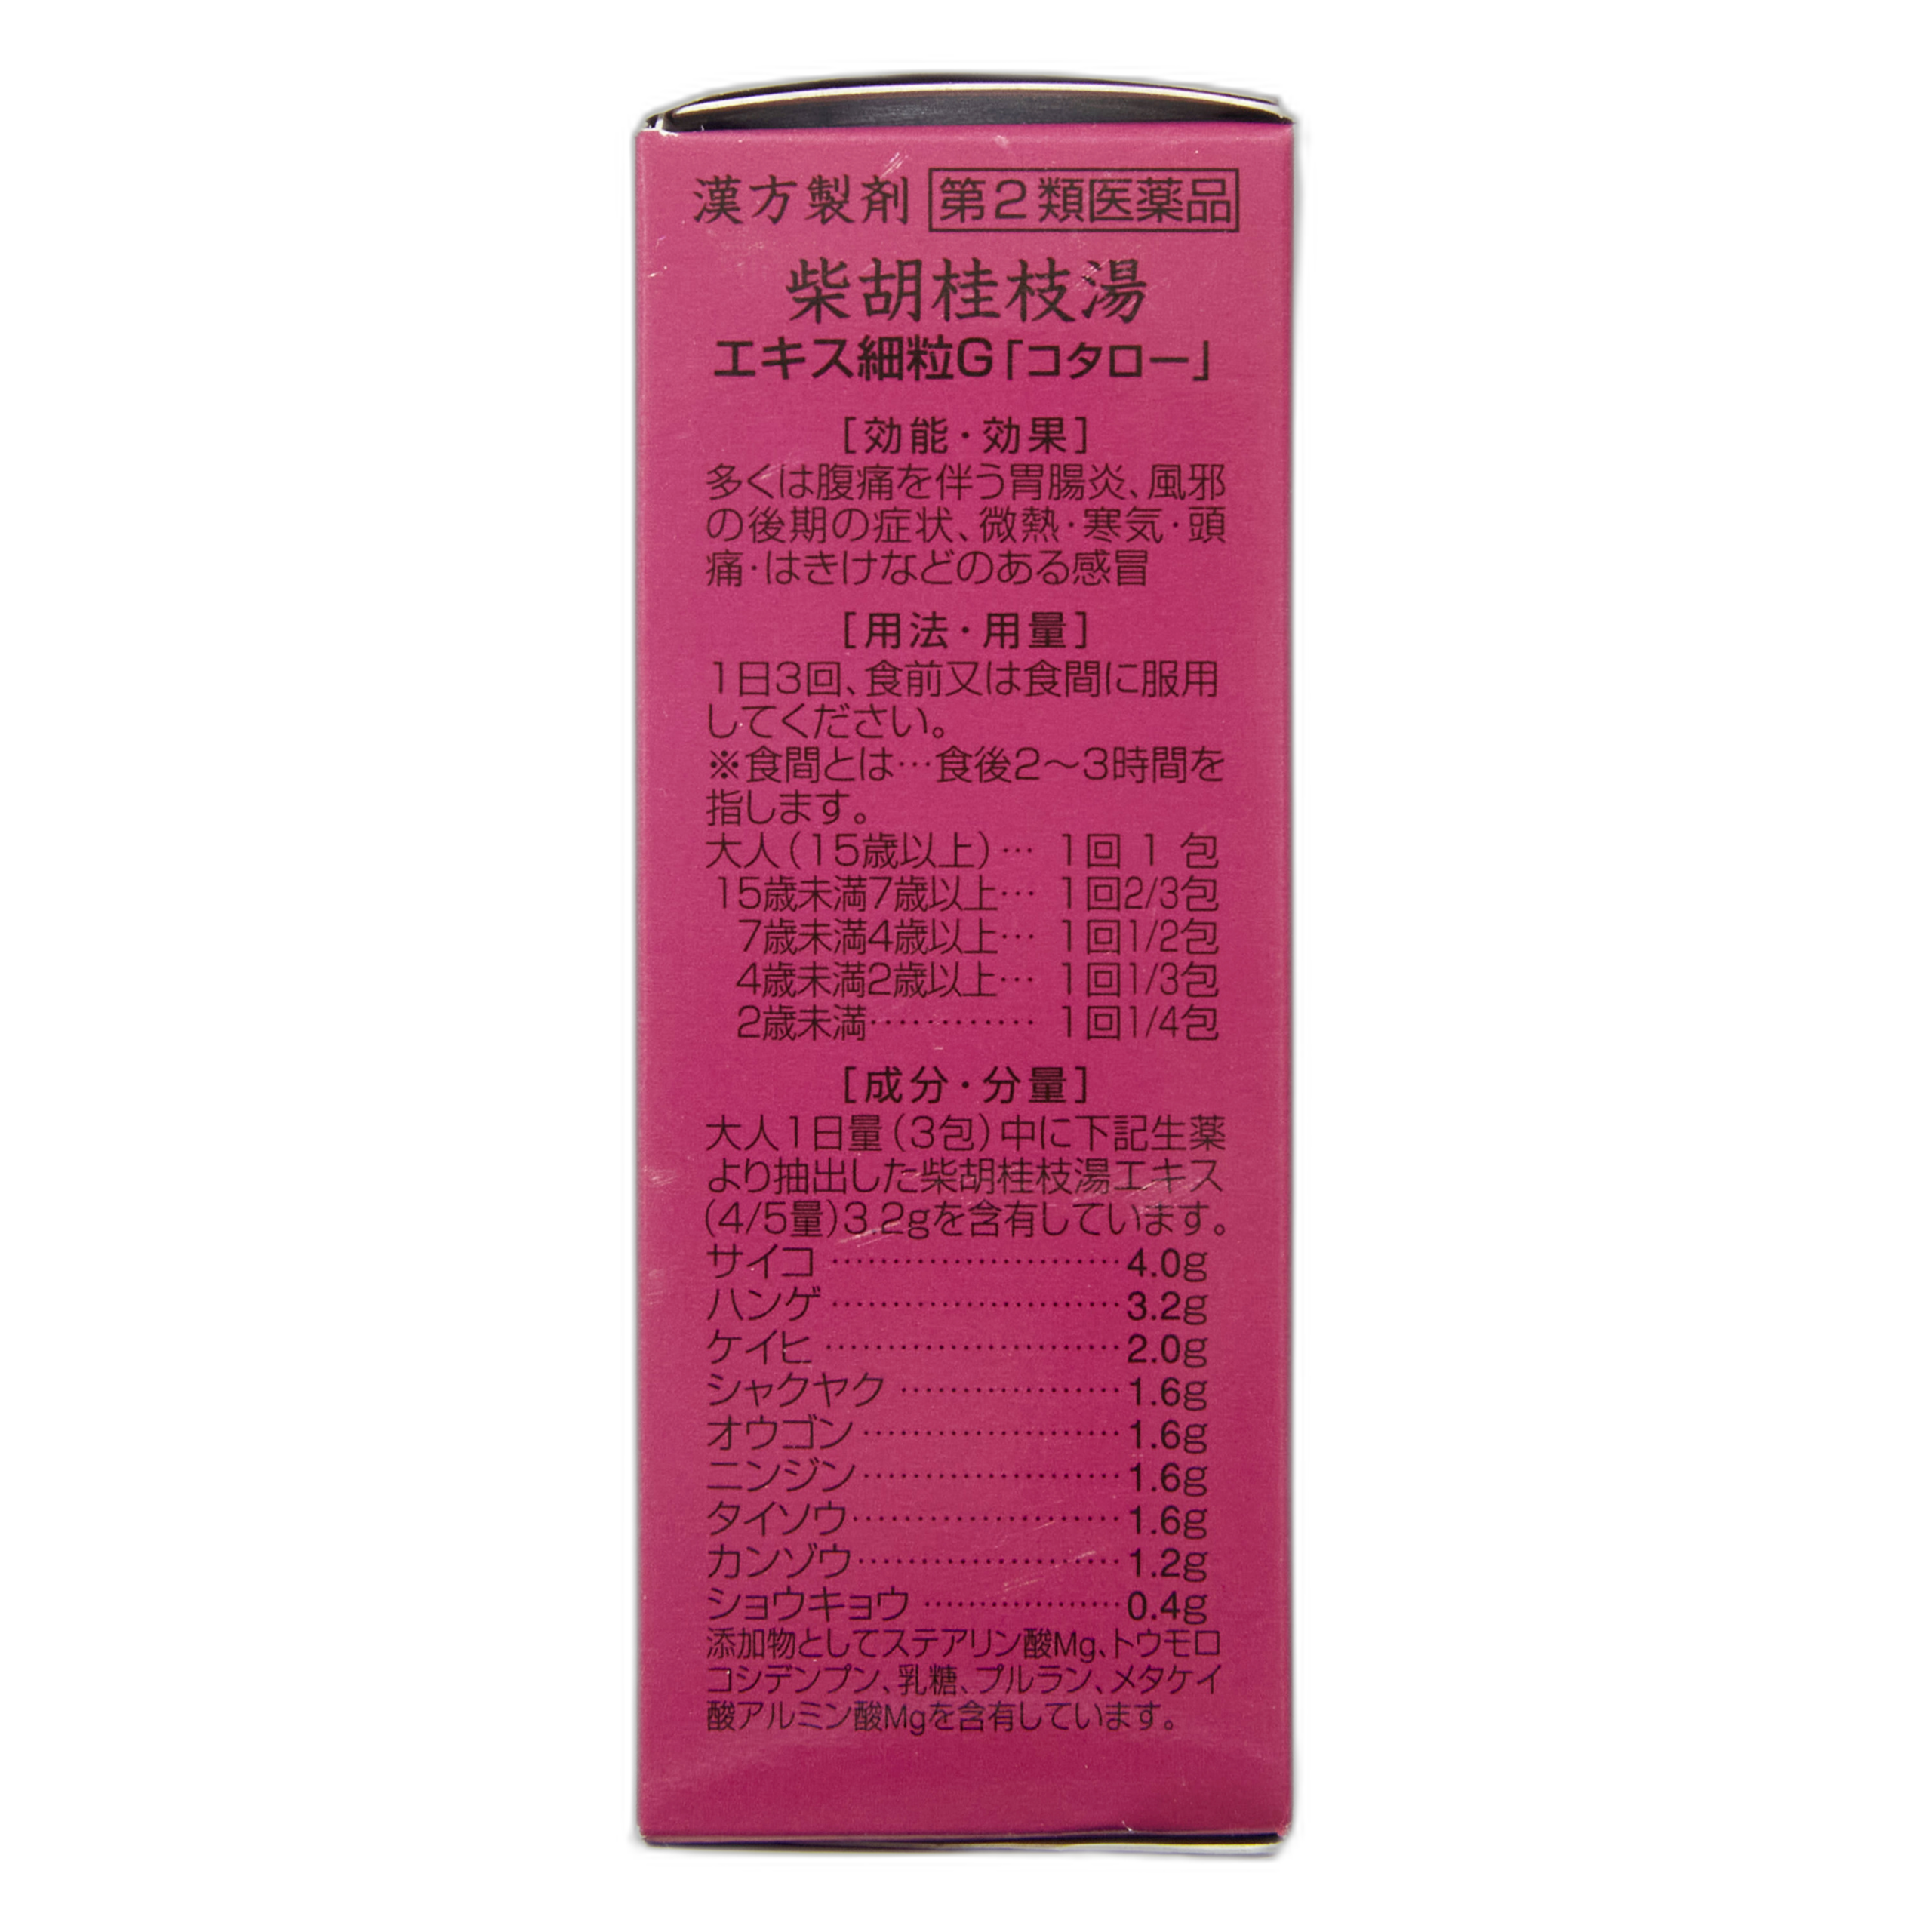 漢方製剤 第2類医薬品
柴胡桂枝湯
エキス細粒G「コタロー」
［効能・効果］
多くは腹痛を伴う胃腸炎、風邪
の後期の症状、微熱・寒気・頭
痛・はきけなどのある感冒
［用法・用量］
1日3回、食前又は食間に服用
してください。
※食間とは…食後2～3時間を
指します。
大人（15歳以上）… 1回 1 包
15歳未満7歳以上… 1回2/3包
7歳未満4歳以上… 1回1/2包
4歳未満2歳以上… 1回1/3包
2歳未満………… 1回1/4包
［成分・分量］
大人1日量（3包）中に下記生薬
より抽出した柴胡桂枝湯エキス
(4/5量)3.2gを含有しています。
サイコ ……………………4.0g
ハンゲ……………………3.2g
ケイヒ ……………………2.0g
シャクヤク ………………1.6g
オウゴン…………………1.6g
ニンジン…………………1.6g
タイソウ…………………1.6g
カンゾウ…………………1.2g
ショウキョウ ……………0.4g
添加物としてステアリン酸Mg、トウモロ
コシデンプン、乳糖、プルラン、メタケイ
酸アルミン酸Mgを含有しています。